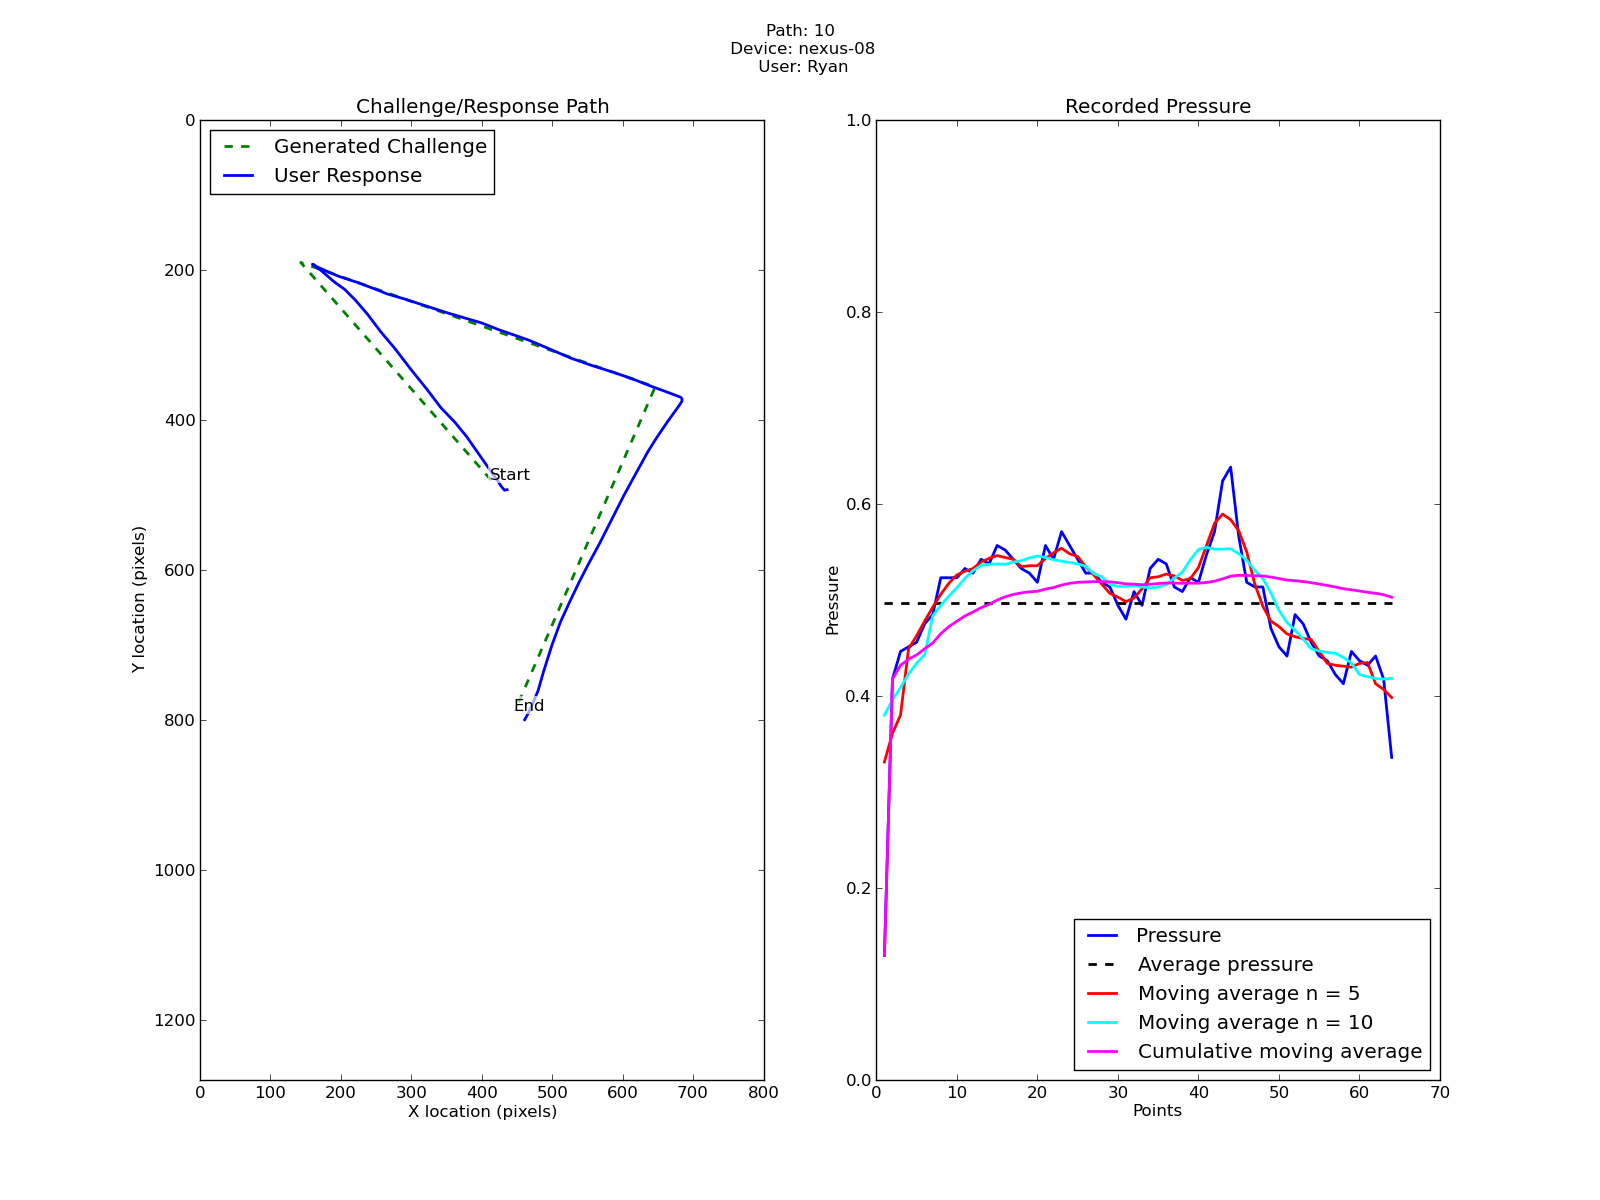 Path: 10
Device: nexus-08
User: Ryan
Challenge/Response Path
Generated Challenge
User Response
0
200
400
600
800
1000
1200
Y location (pixels)
Start
End
0 100 200 300 400 500 600 700 800
X location (pixels)
Recorded Pressure
1.0
0.8
0.6
0.4
0.2
0.0
Pressure
Pressure
Average pressure
Moving average n = 5
Moving average n = 10
Cumulative moving average
0 10 20 30 40 50 60 70
Points